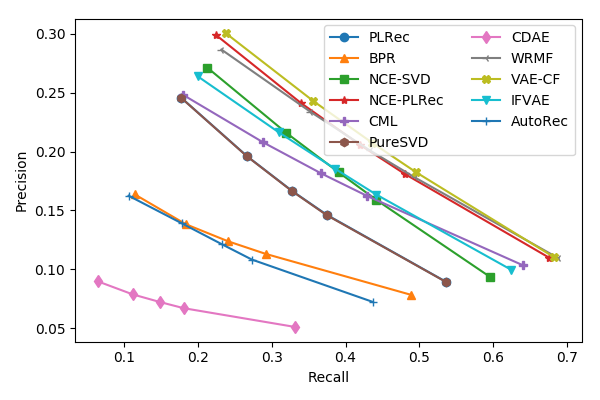 0.30
0.25
0.20
0.15
0.10
0.05
Precision
PLRec
BPR
NCE-SVD
NCE-PLRec
CML
PureSVD
CDAE
WRMF
VAE-CF
IFVAE
AutoRec
0.1 0.2 0.3 0.4 0.5 0.6 0.7
Recall